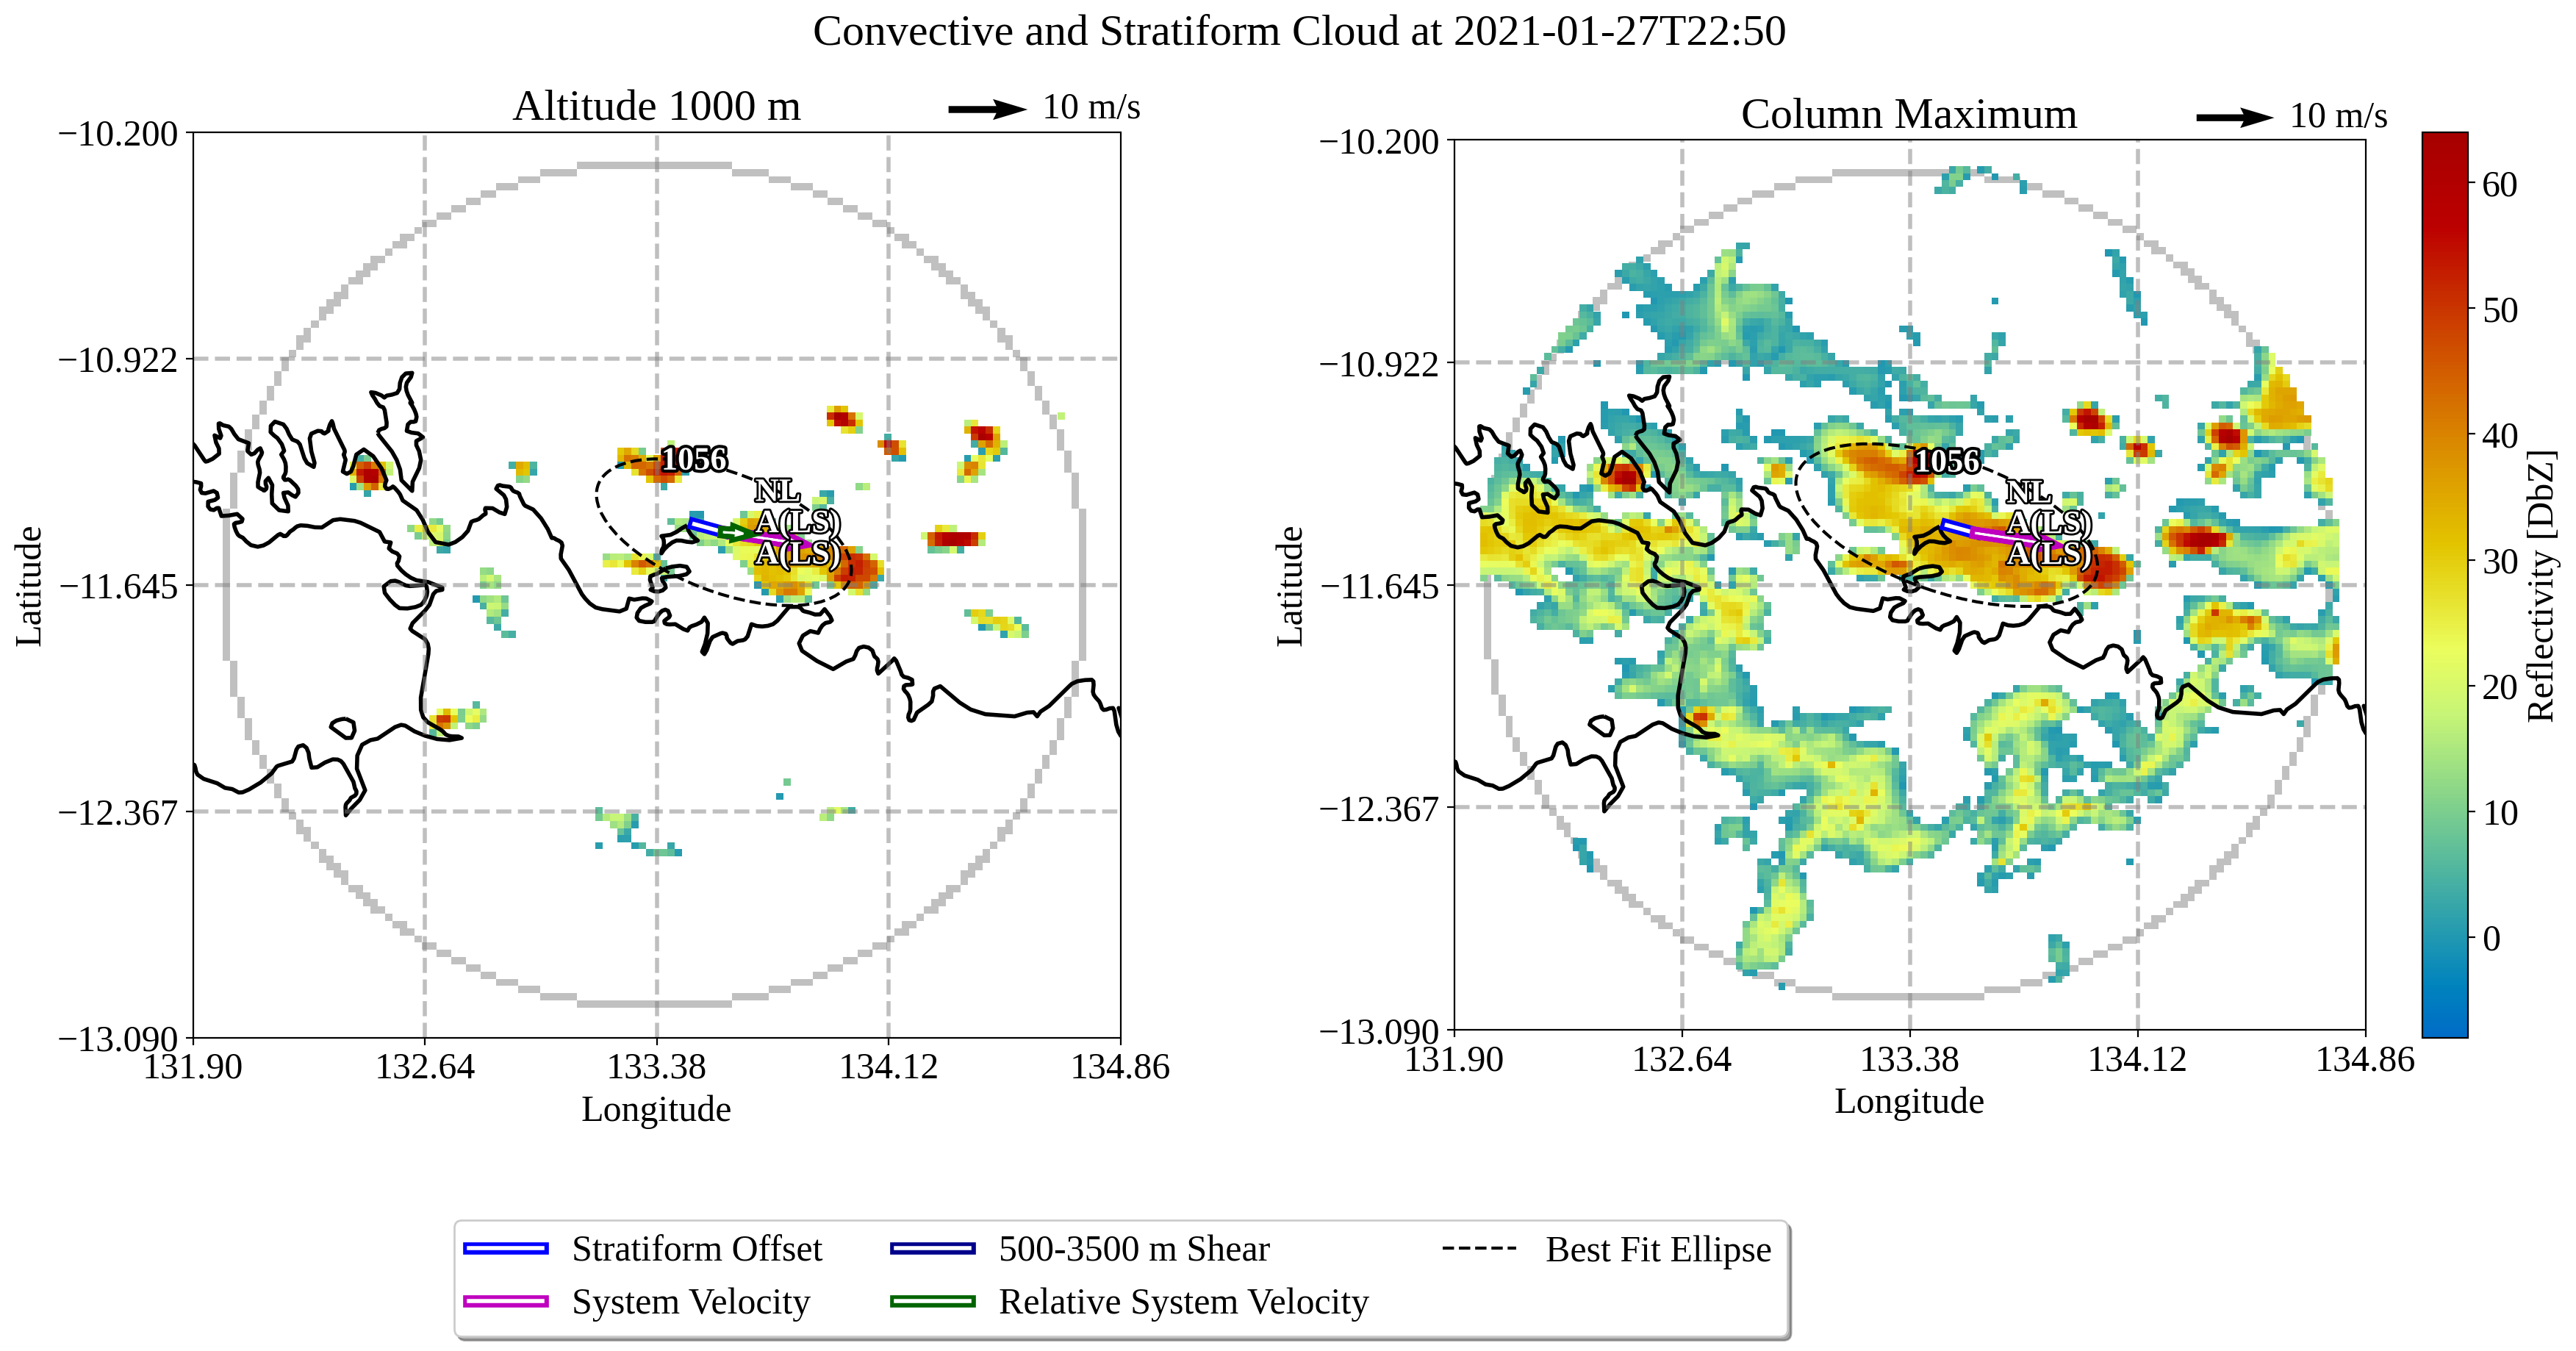 Convective and Stratiform Cloud at 2021-01-27T22:50
Altitude 1000 m
10 m/s
−10.200
−10.922
−11.645
−12.367
−13.090
131.90
132.64
133.38
134.12
134.86
Latitude
Longitude
1056
NL
A(LS)
A(LS)
Column Maximum
10 m/s
−10.200
−10.922
−11.645
−12.367
−13.090
131.90
132.64
133.38
134.12
134.86
Latitude
Longitude
1056
NL
A(LS)
A(LS)
60
50
40
30
20
10
0
Reflectivity [DbZ]
Stratiform Offset
System Velocity
500-3500 m Shear
Relative System Velocity
Best Fit Ellipse